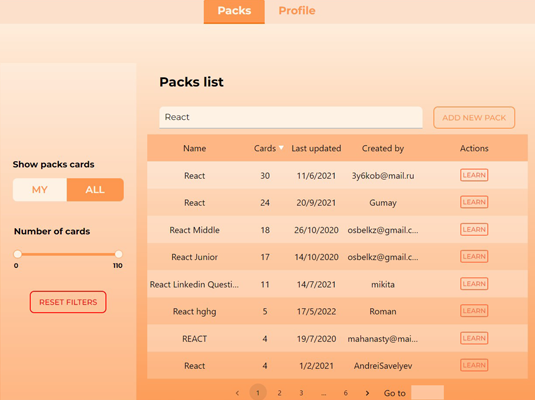 Packs Profile
Packs list
React ADD NEW PACK
Show packs cards
MY ALL
Number of cards
0 110
RESET FILTERS
Name Cards Last updated Created by Actions
React 30 11/6/2021 3y6kob@mail.ru LEARN
React 24 20/9/2021 Gumay LEARN
React Middle 18 26/10/2020 osbelkz@gmail.c... LEARN
React Junior 17 14/10/2020 osbelkz@gmail.c... LEARN
React Linkedin Questi... 11 14/7/2021 mikita LEARN
React hghg 5 17/5/2022 Roman LEARN
REACT 4 19/7/2020 mahanasty@mai... LEARN
React 4 1/2/2021 AndreiSavelyev LEARN
‹ 1 2 3 ... 6 › Go to